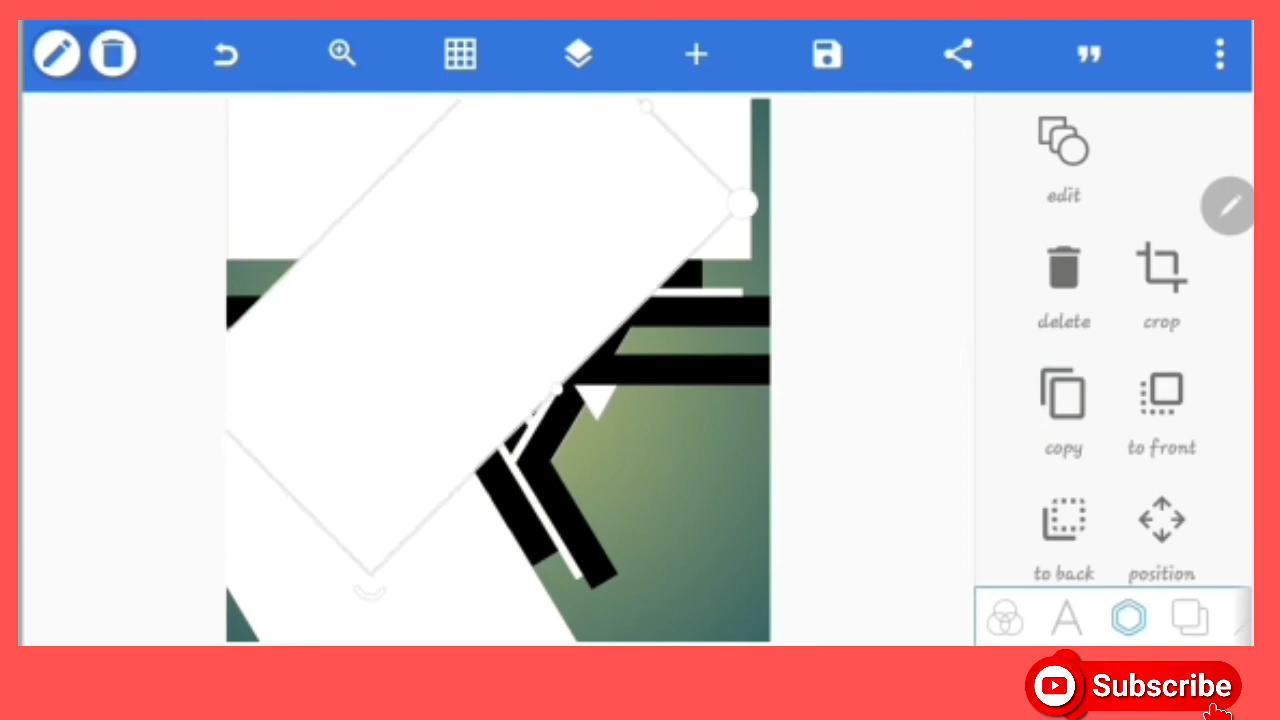 edit
delete
crop
copy
to front
to back
position
Subscribe